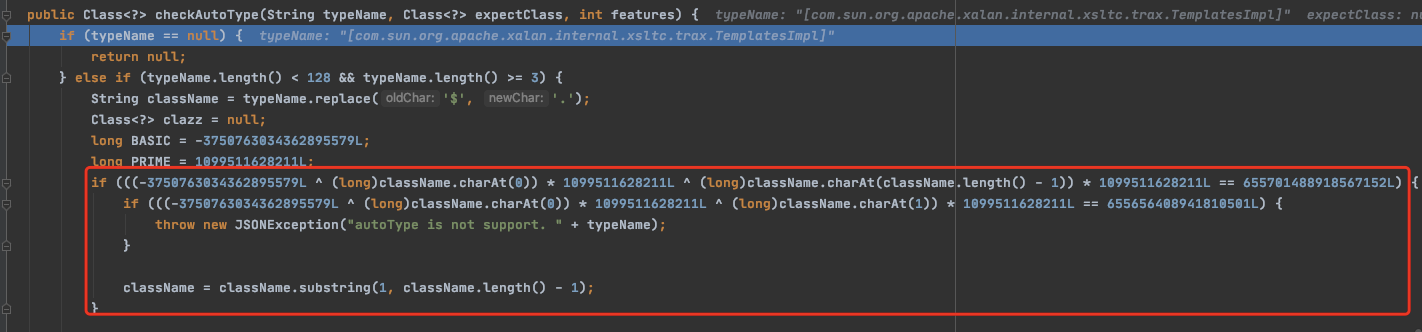 public Class<?> checkAutoType(String typeName, Class<?> expectClass, int features) { typeName: "[com.sun.org.apache.xalan.internal.xsltc.trax.TemplatesImpl]" expectClass: nu
if (typeName == null) { typeName: "[com.sun.org.apache.xalan.internal.xsltc.trax.TemplatesImpl]"
return null;
} else if (typeName.length() < 128 && typeName.length() >= 3) {
String className = typeName.replace( oldChar: '$', newChar: '.');
Class<?> clazz = null;
long BASIC = -3750763034362895579L;
long PRIME = 1099511628211L;
if (((-3750763034362895579L ^ (long)className.charAt(0)) * 1099511628211L ^ (long)className.charAt(className.length() - 1)) * 1099511628211L == 655701488918567152L) {
if (((-3750763034362895579L ^ (long)className.charAt(0)) * 1099511628211L ^ (long)className.charAt(1)) * 1099511628211L == 655656408941810501L) {
throw new JSONException("autoType is not support. " + typeName);
}
className = className.substring(1, className.length() - 1);
}